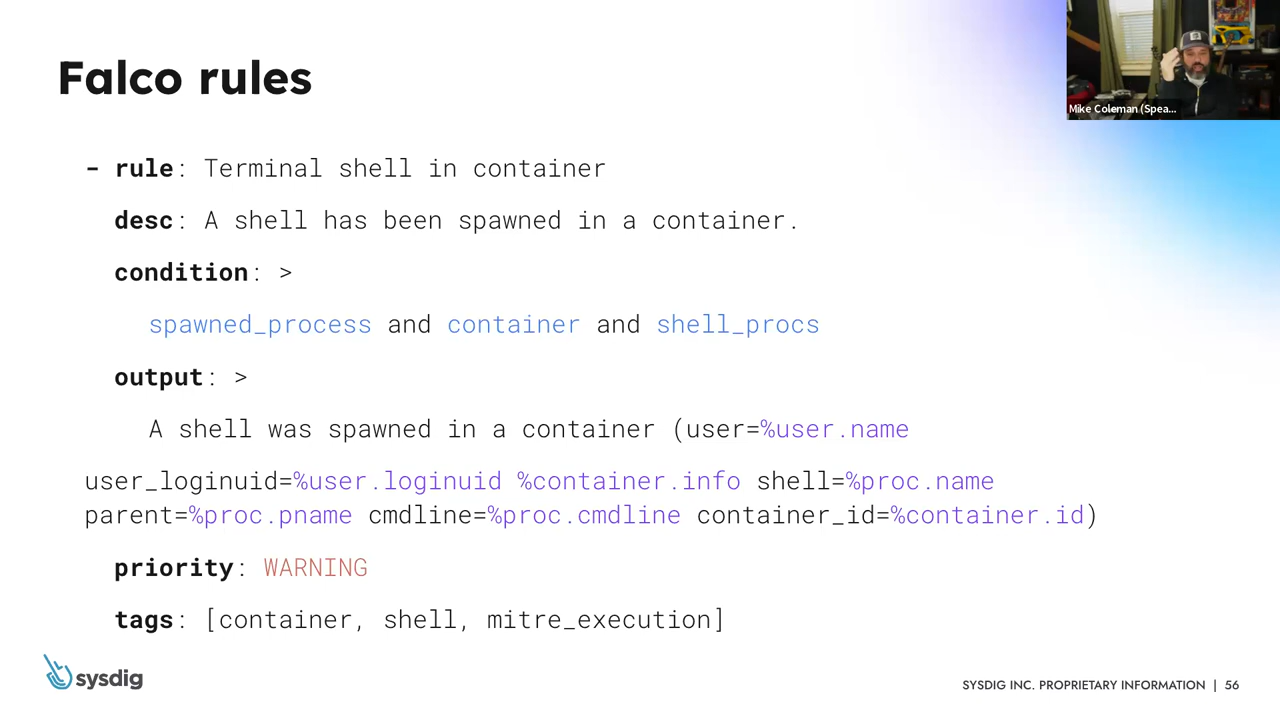 Falco rules
Mike Coleman (Spea...
- rule: Terminal shell in container
desc: A shell has been spawned in a container.
condition: >
spawned_process and container and shell_procs
output: >
A shell was spawned in a container (user=%user.name
user_loginuid=%user.loginuid %container.info shell=%proc.name
parent=%proc.pname cmdline=%proc.cmdline container_id=%container.id)
priority: WARNING
tags: [container, shell, mitre_execution]
sysdig
SYSDIG INC. PROPRIETARY INFORMATION | 56